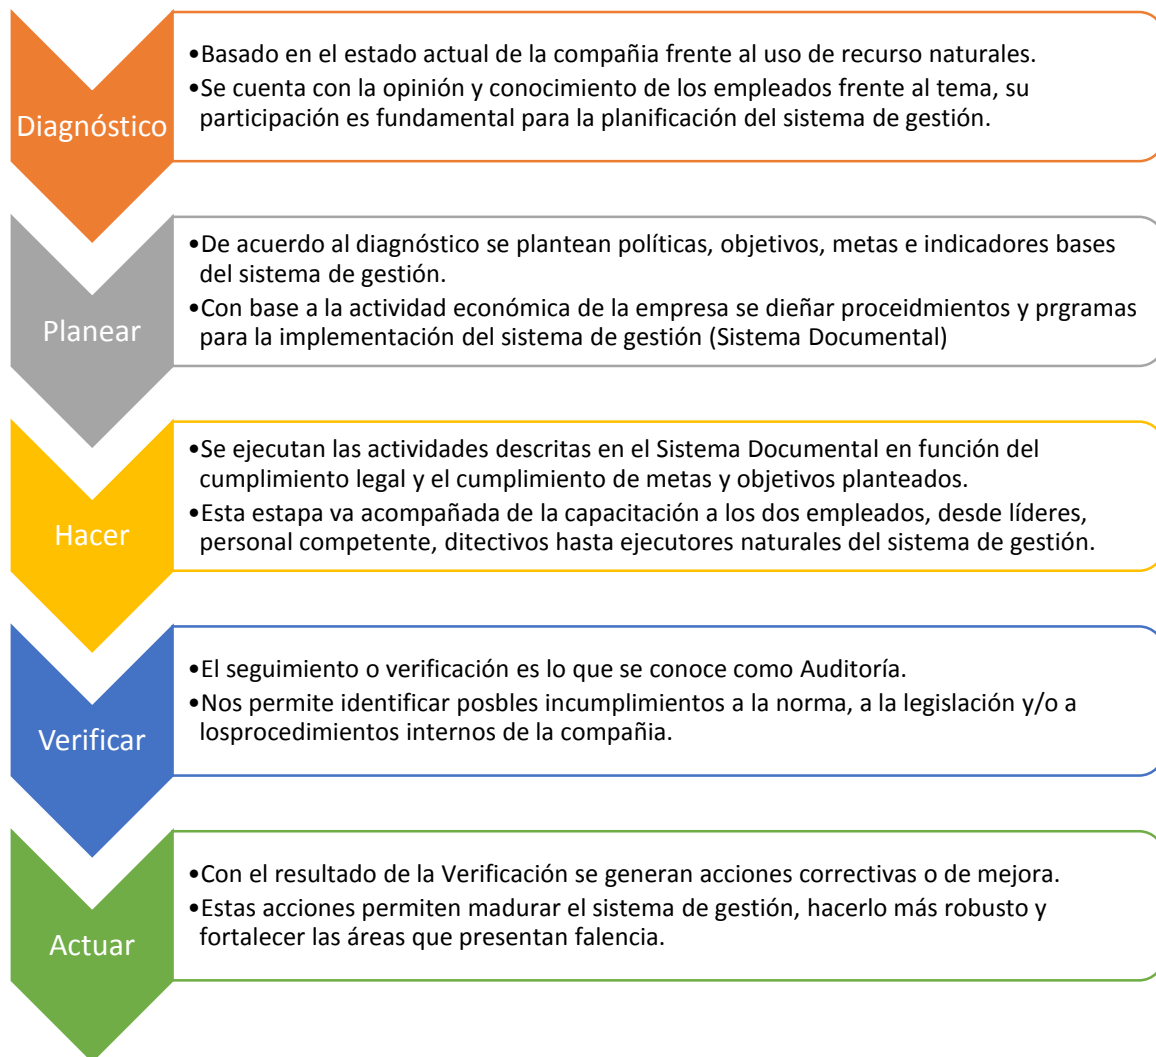 Diagnóstico
•Basado en el estado actual de la compañia frente al uso de recurso naturales.
•Se cuenta con la opinión y conocimiento de los empleados frente al tema, su
participación es fundamental para la planificación del sistema de gestión.
Planear
•De acuerdo al diagnóstico se plantean políticas, objetivos, metas e indicadores bases
del sistema de gestión.
•Con base a la actividad económica de la empresa se dieñar proceidmientos y prgramas
para la implementación del sistema de gestión (Sistema Documental)
Hacer
•Se ejecutan las actividades descritas en el Sistema Documental en función del
cumplimiento legal y el cumplimiento de metas y objetivos planteados.
•Esta estapa va acompañada de la capacitación a los dos empleados, desde líderes,
personal competente, ditectivos hasta ejecutores naturales del sistema de gestión.
Verificar
•El seguimiento o verificación es lo que se conoce como Auditoría.
•Nos permite identificar posbles incumplimientos a la norma, a la legislación y/o a
losprocedimientos internos de la compañia.
Actuar
•Con el resultado de la Verificación se generan acciones correctivas o de mejora.
•Estas acciones permiten madurar el sistema de gestión, hacerlo más robusto y
fortalecer las áreas que presentan falencia.